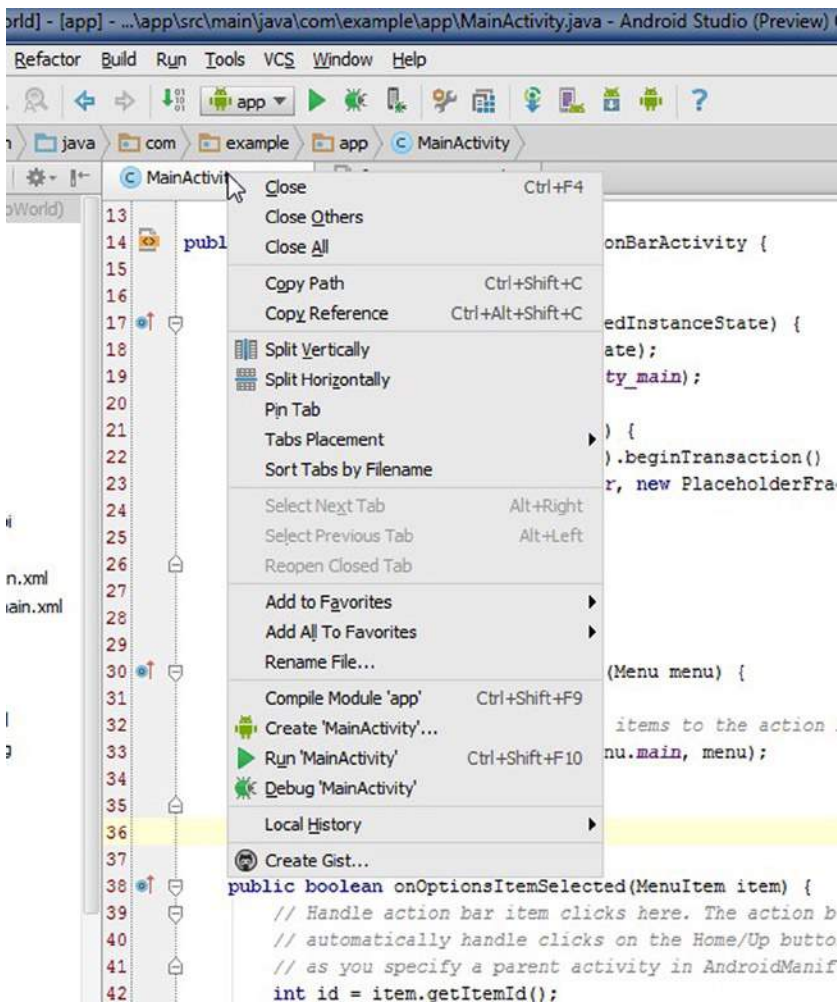 orld] - [app] - ...\app\src\main\java\com\example\app\MainActivity.java - Android Studio (Preview)
Refactor Build Run Tools VCS Window Help
app ?
java com example app MainActivity
MainActivit
oWorld)
Close Ctrl+F4
13
Close Others
14 publ onBarActivity {
Close All
15
16
Copy Path Ctrl+Shift+C
Copy Reference Ctrl+Alt+Shift+C
17 edInstanceState) {
18 ate);
Split Vertically
19 ty_main);
Split Horizontally
20
Pin Tab
21 ) {
Tabs Placement
22 ).beginTransaction()
Sort Tabs by Filename
23 r, new PlaceholderFra
24
Select Next Tab Alt+Right
25
Select Previous Tab Alt+Left
26
Reopen Closed Tab
n.xml
27
Add to Favorites
ain.xml
28
Add All To Favorites
29
Rename File...
30 (Menu menu) {
31
Compile Module 'app' Ctrl+Shift+F9
32 items to the action
Create 'MainActivity'...
33 nu.main, menu);
Run 'MainActivity' Ctrl+Shift+F10
34
Debug 'MainActivity'
35
Local History
36
37
Create Gist...
38 public boolean onOptionsItemSelected(MenuItem item) {
39 // Handle action bar item clicks here. The action b
40 // automatically handle clicks on the Home/Up butto
41 // as you specify a parent activity in AndroidManif
42 int id = item.getItemId();